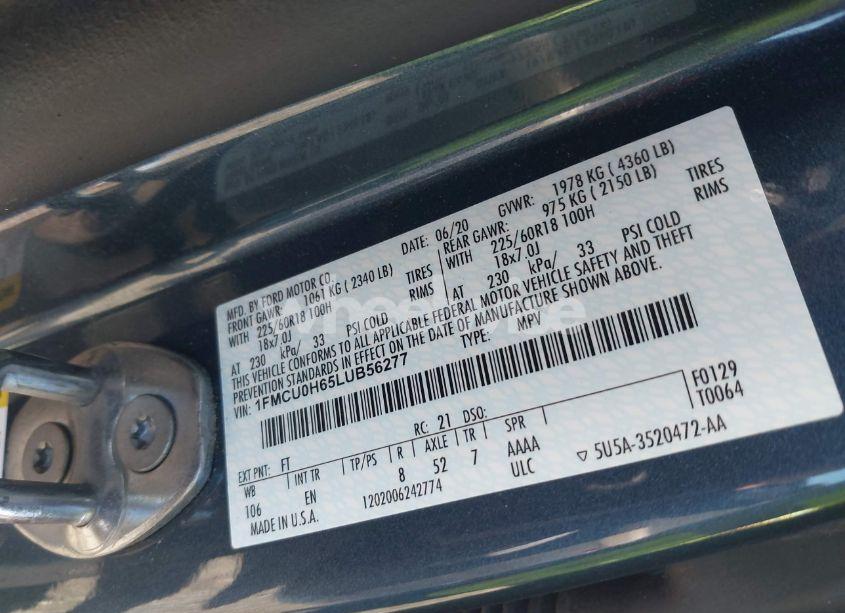 MFD. BY FORD MOTOR CO. DATE: 06/20 GVWR: 1978 KG ( 4360 LB)
FRONT GAWR: 1061 KG ( 2340 LB) REAR GAWR: 975 KG ( 2150 LB)
WITH 225/60R18 100H TIRES WITH 225/60R18 100H TIRES
18x7.0J RIMS 18x7.0J RIMS
AT 230 kPa/ 33 PSI COLD AT 230 kPa/ 33 PSI COLD
THIS VEHICLE CONFORMS TO ALL APPLICABLE FEDERAL MOTOR VEHICLE SAFETY AND THEFT
PREVENTION STANDARDS IN EFFECT ON THE DATE OF MANUFACTURE SHOWN ABOVE.
VIN: 1FMCU0H65LUB56277 TYPE: MPV
F0129
T0064
EXT PNT: FT RC: 21 DSO:
WB INT TR TP/PS R AXLE TR SPR
106 EN 8 52 7 AAAA
ULC
▽ 5U5A-3520472-AA
MADE IN U.S.A. 1202006242774